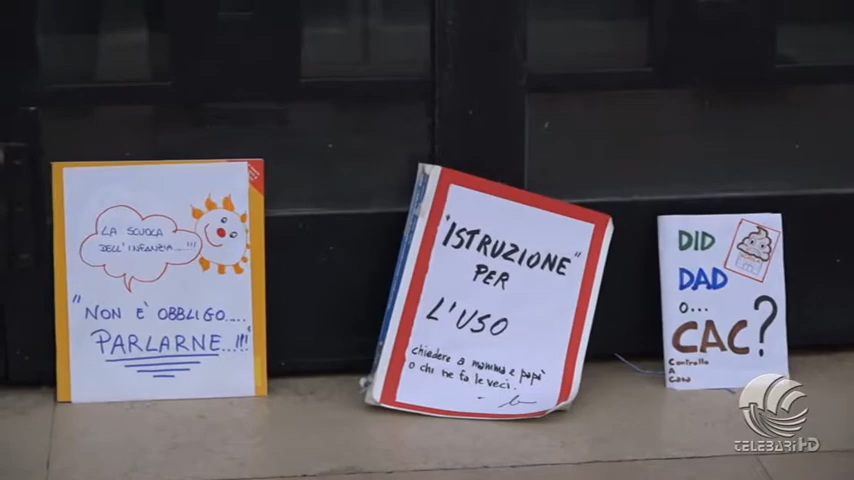 LA SCUOLA
DELL'INFANZIA...!!!
"NON È OBBLIGO.....
PARLARNE...!!!"
"ISTRUZIONE"
PER
L'USO
chiedere a mamma e papà
o chi ne fa le veci.
DID
DAD
O...
CAC?
Controllo
A
Casa
TELEBARI HD